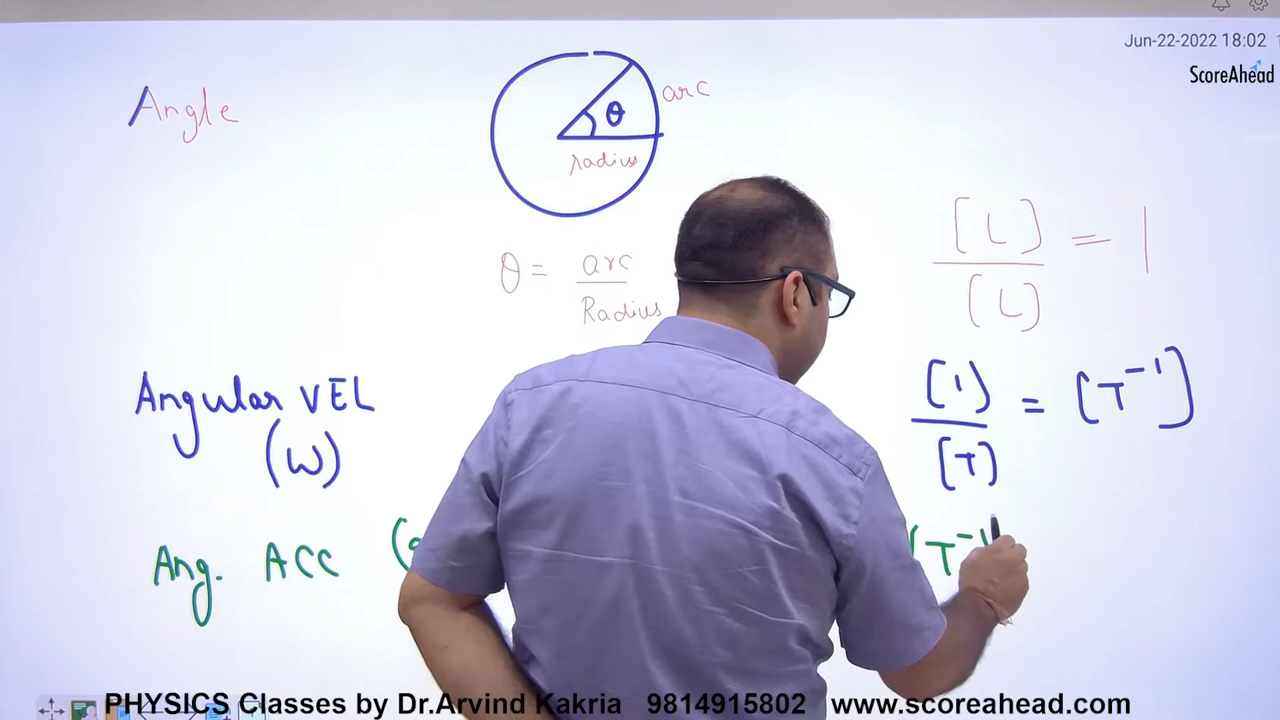 Jun-22-2022 18:02
ScoreAhead
Angle
θ
arc
radius
θ = arc
Radius
[L]
[L]
= 1
Angular VEL
(W)
[1]
[T]
= [T⁻¹]
Ang. ACC
[T⁻¹
PHYSICS Classes by Dr.Arvind Kakria 9814915802 www.scoreahead.com